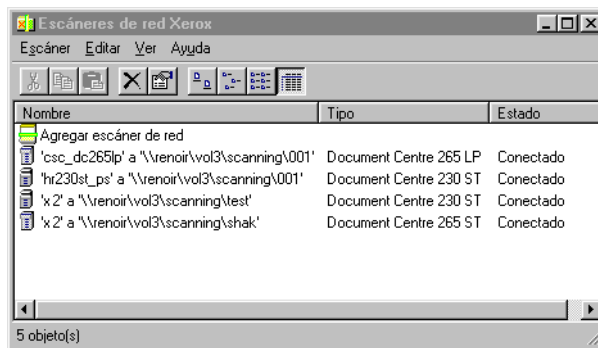 Escáneres de red Xerox
Escáner Editar Ver Ayuda
Nombre Tipo Estado
Agregar escáner de red
'csc_dc265lp' a '\\renoir\vol3\scanning\001' Document Centre 265 LP Conectado
'hr230st_ps' a '\\renoir\vol3\scanning\001' Document Centre 230 ST Conectado
'x2' a '\\renoir\vol3\scanning\test' Document Centre 230 ST Conectado
'x2' a '\\renoir\vol3\scanning\shak' Document Centre 265 ST Conectado
5 objeto(s)